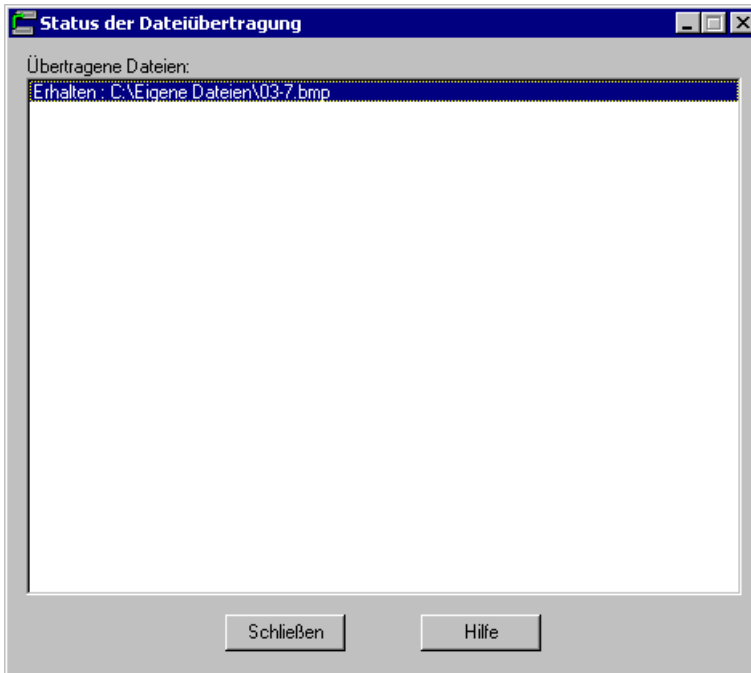 Status der Dateiübertragung
Übertragene Dateien:
Erhalten : C:\Eigene Dateien\03-7.bmp
Schließen
Hilfe